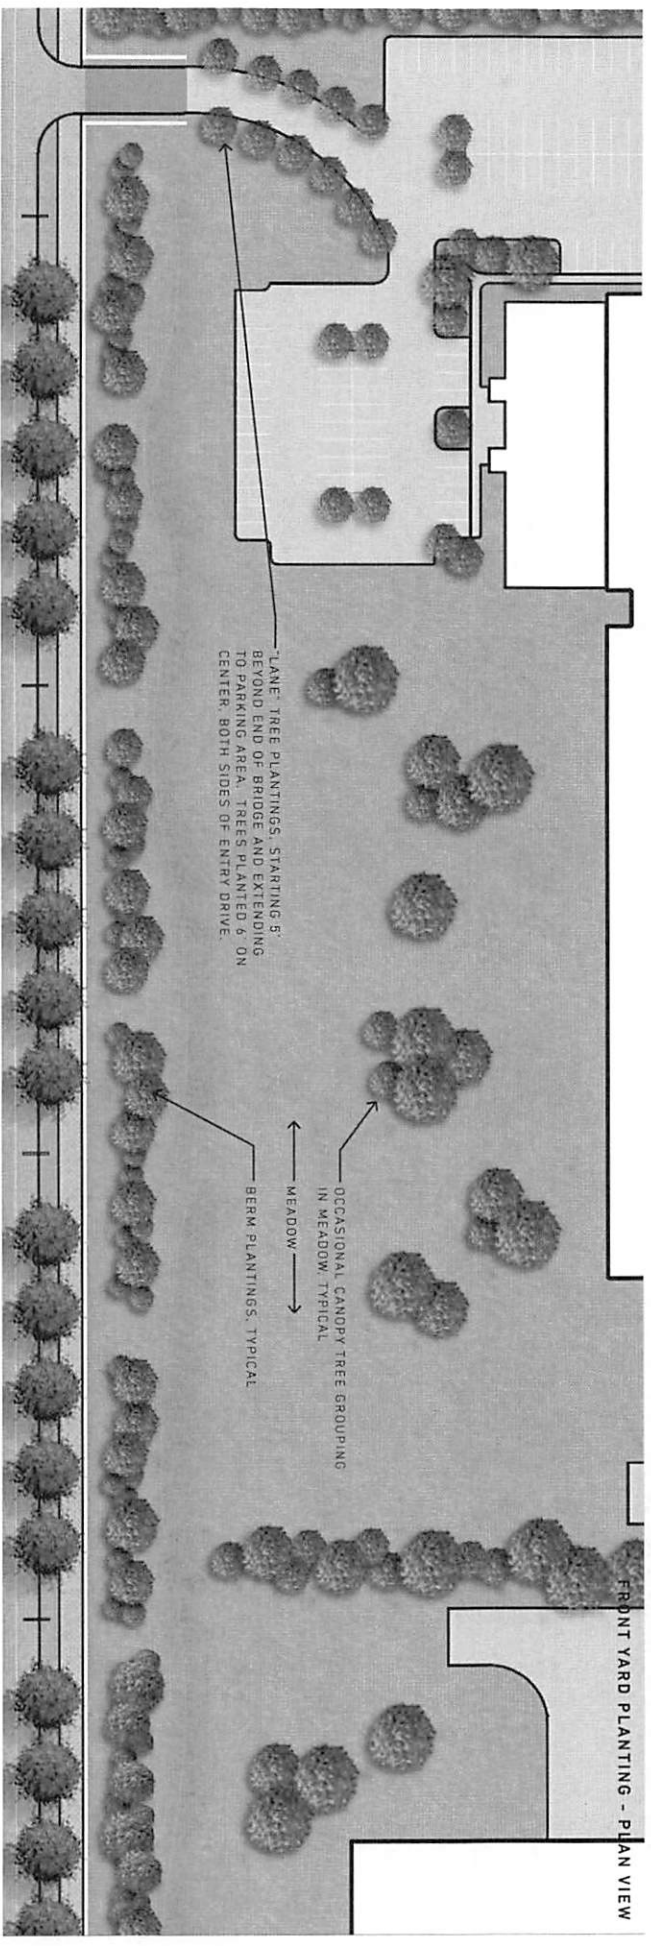 "LANE" TREE PLANTINGS, STARTING 5'
BEYOND END OF BRIDGE AND EXTENDING
TO PARKING AREA, TREES PLANTED 6' ON
CENTER, BOTH SIDES OF ENTRY DRIVE.
OCCASIONAL CANOPY TREE GROUPING
IN MEADOW, TYPICAL
MEADOW
BERM PLANTINGS, TYPICAL
FRONT YARD PLANTING - PLAN VIEW